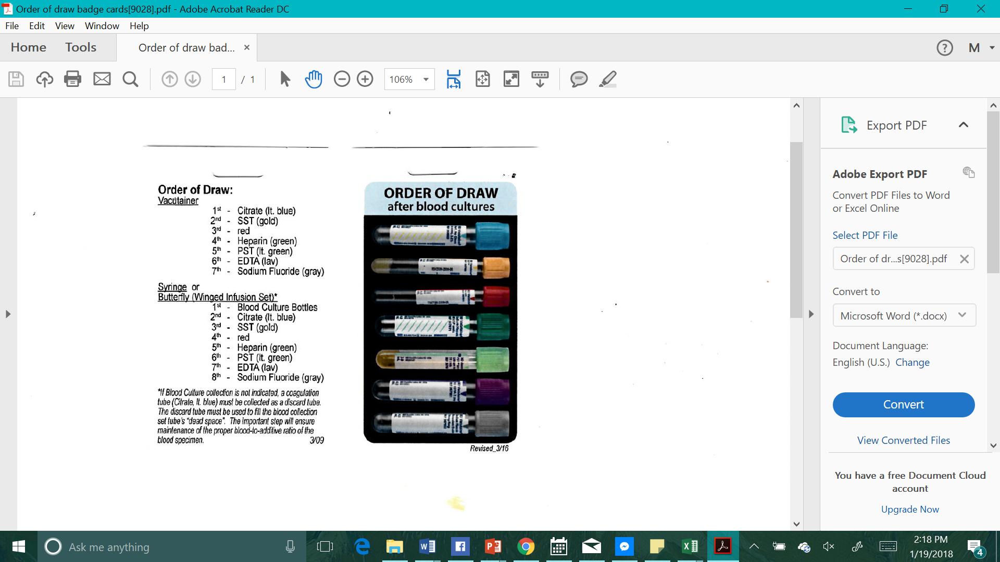 Order of draw badge cards[9028].pdf - Adobe Acrobat Reader DC
File Edit View Window Help
Home Tools Order of draw bad... ×
? M
1 / 1 106%
Order of Draw:
Vacutainer
1st - Citrate (lt. blue)
2nd - SST (gold)
3rd - red
4th - Heparin (green)
5th - PST (lt. green)
6th - EDTA (lav)
7th - Sodium Fluoride (gray)
Syringe or
Butterfly (Winged Infusion Set)*
1st - Blood Culture Bottles
2nd - Citrate (lt. blue)
3rd - SST (gold)
4th - red
5th - Heparin (green)
6th - PST (lt. green)
7th - EDTA (lav)
8th - Sodium Fluoride (gray)
*If Blood Culture collection is not indicated, a coagulation
tube (Citrate, lt. blue) must be collected as a discard tube.
The discard tube must be used to fill the blood collection
set tube's "dead space". The important step will ensure
maintenance of the proper blood-to-additive ratio of the
blood specimen. 3/09
ORDER OF DRAW
after blood cultures
Revised_3/16
Export PDF
Adobe Export PDF
Convert PDF Files to Word
or Excel Online
Select PDF File
Order of dr...s[9028].pdf
Convert to
Microsoft Word (*.docx)
Document Language:
English (U.S.) Change
Convert
View Converted Files
You have a free Document Cloud
account
Upgrade Now
Ask me anything
2:18 PM
1/19/2018
4